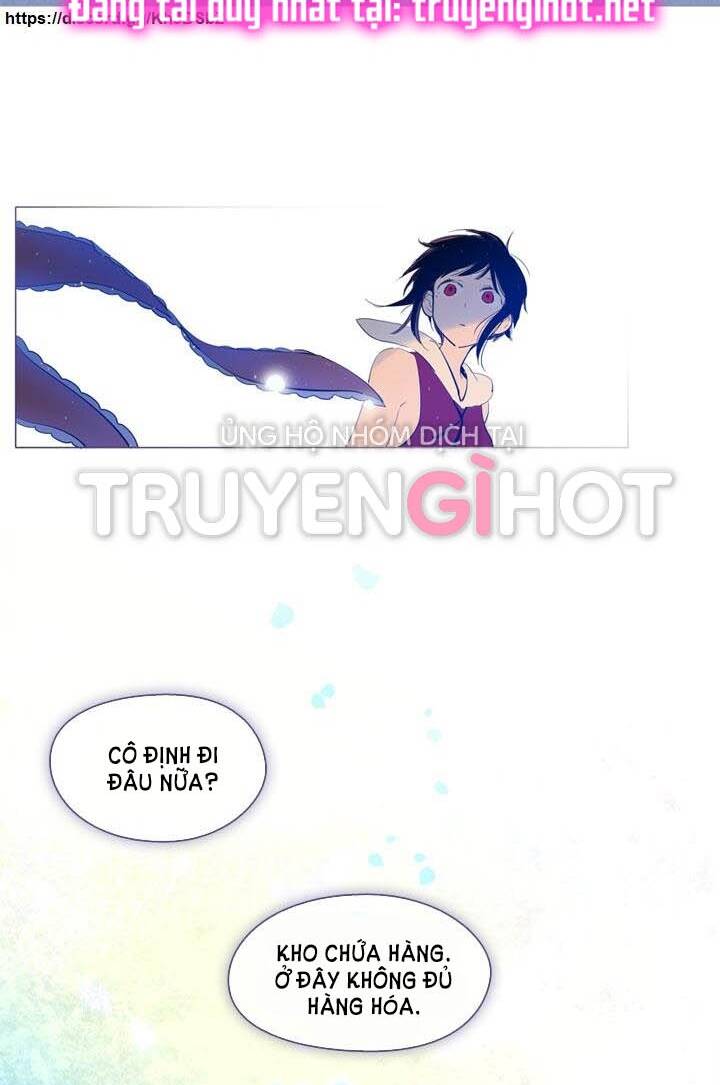 Đăng tải duy nhất tại: truyengihot.net
ỦNG HỘ NHÓM DỊCH TẠI
TRUYENGÌHOT
CÔ ĐỊNH ĐI
ĐÂU NỮA?
KHO CHỨA HÀNG.
Ở ĐÂY KHÔNG ĐỦ
HÀNG HÓA.